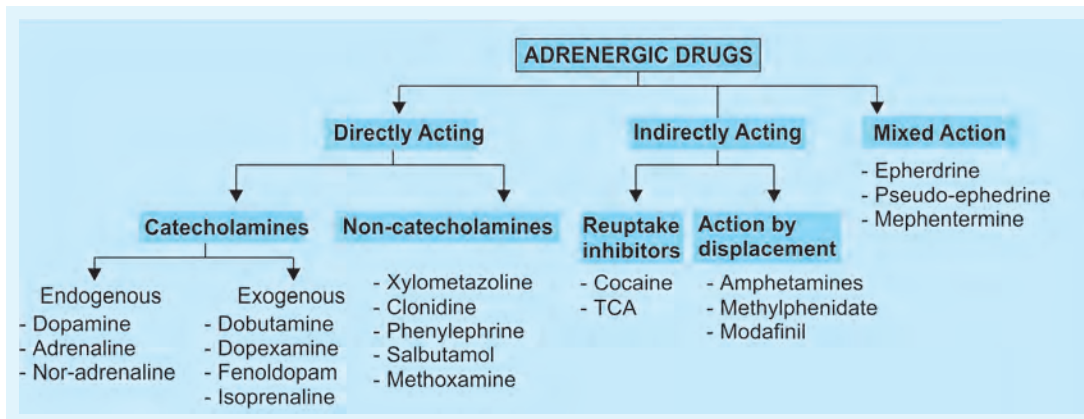 ADRENERGIC DRUGS
Directly Acting
Indirectly Acting
Mixed Action
- Epherdrine
- Pseudo-ephedrine
- Mephentermine
Catecholamines
Non-catecholamines
Reuptake
inhibitors
Action by
displacement
Endogenous
- Dopamine
- Adrenaline
- Nor-adrenaline
Exogenous
- Dobutamine
- Dopexamine
- Fenoldopam
- Isoprenaline
- Xylometazoline
- Clonidine
- Phenylephrine
- Salbutamol
- Methoxamine
- Cocaine
- TCA
- Amphetamines
- Methylphenidate
- Modafinil